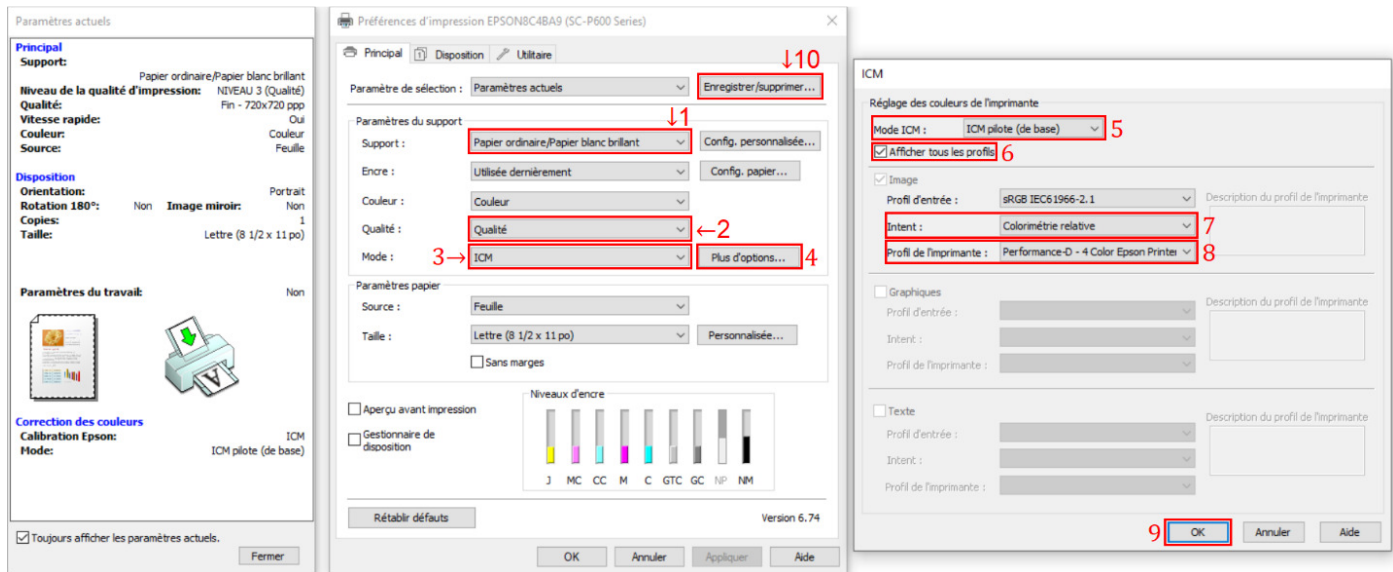 Paramètres actuels
Principal
Support:
Papier ordinaire/Papier blanc brillant
Niveau de la qualité d'impression: NIVEAU 3 (Qualité)
Qualité: Fin - 720x720 ppp
Vitesse rapide: Oui
Couleur: Couleur
Source: Feuille
Disposition
Orientation: Portrait
Rotation 180°: Non Image miroir: Non
Copies: 1
Taille: Lettre (8 1/2 x 11 po)
Paramètres du travail: Non
Correction des couleurs
Calibration Epson: ICM
Mode: ICM pilote (de base)
Toujours afficher les paramètres actuels.
Fermer
Préférences d'impression EPSON8C4BA9 (SC-P600 Series)
Principal Disposition Utilitaire
↓10
Paramètre de sélection : Paramètres actuels Enregistrer/supprimer...
Paramètres du support ↓1
Support : Papier ordinaire/Papier blanc brillant Config. personnalisée...
Encre : Utilisée dernièrement Config. papier...
Couleur : Couleur
Qualité : Qualité ←2
Mode : 3→ ICM Plus d'options... 4
Paramètres papier
Source : Feuille
Taille : Lettre (8 1/2 x 11 po) Personnalisée...
Sans marges
Aperçu avant impression
Gestionnaire de
disposition
Niveaux d'encre
J MC CC M C GTC GC NP NM
Rétablir défauts Version 6.74
OK Annuler Appliquer Aide
ICM
Réglage des couleurs de l'imprimante
Mode ICM : ICM pilote (de base) 5
Afficher tous les profils 6
Image
Profil d'entrée : sRGB IEC61966-2.1 Description du profil de l'imprimante
Intent : Colorimétrie relative 7
Profil de l'imprimante : Performance-D - 4 Color Epson Printer 8
Graphiques
Profil d'entrée : Description du profil de l'imprimante
Intent :
Profil de l'imprimante :
Texte
Profil d'entrée : Description du profil de l'imprimante
Intent :
Profil de l'imprimante :
9 OK Annuler Aide